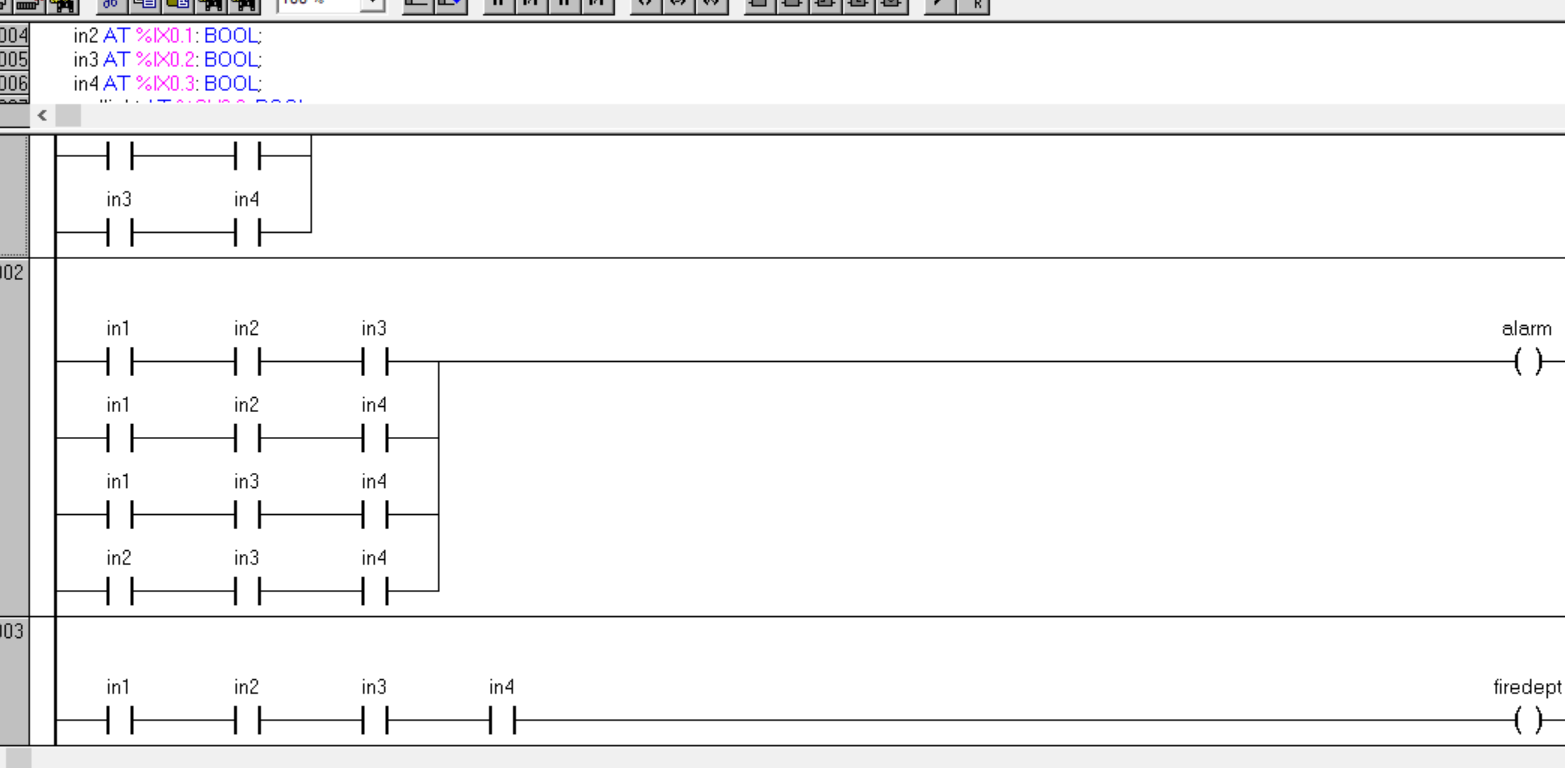 004 in2 AT %IX0.1: BOOL;
005 in3 AT %IX0.2: BOOL;
006 in4 AT %IX0.3: BOOL;
in3 in4
002
in1 in2 in3 alarm
in1 in2 in4
in1 in3 in4
in2 in3 in4
003
in1 in2 in3 in4 firedept